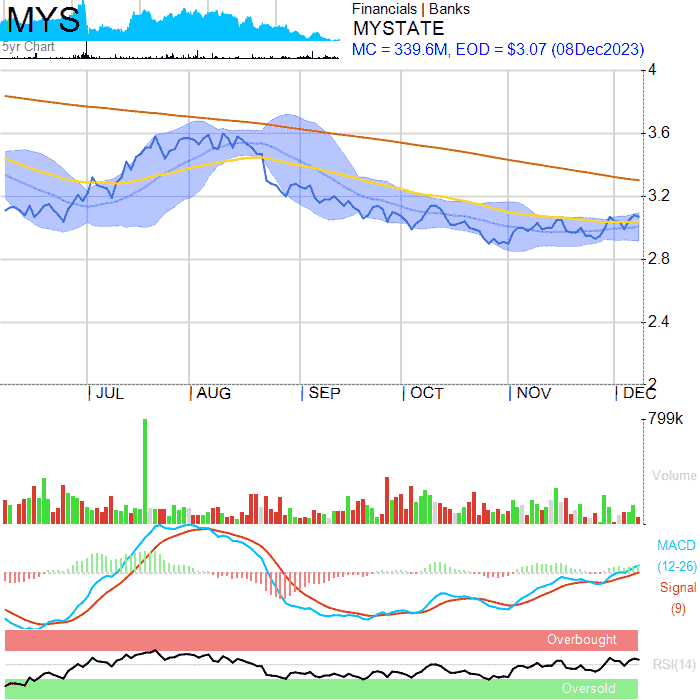 MYS
5yr Chart
Financials | Banks
MYSTATE
MC = 339.6M, EOD = $3.07 (08Dec2023)
4
3.6
3.2
2.8
2.4
2
JUL AUG SEP OCT NOV DEC
799k
Volume
MACD
(12-26)
Signal
(9)
Overbought
RSI(14)
Oversold